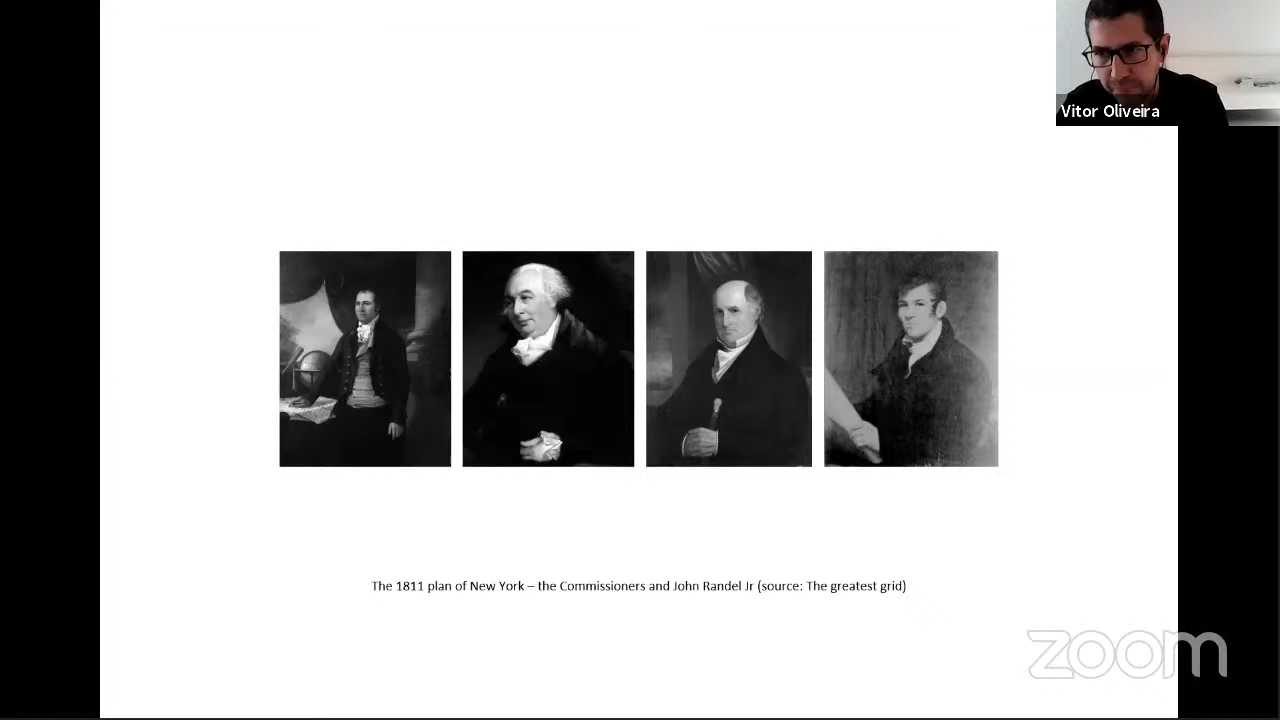 Vitor Oliveira
The 1811 plan of New York – the Commissioners and John Randel Jr (source: The greatest grid)
zoom